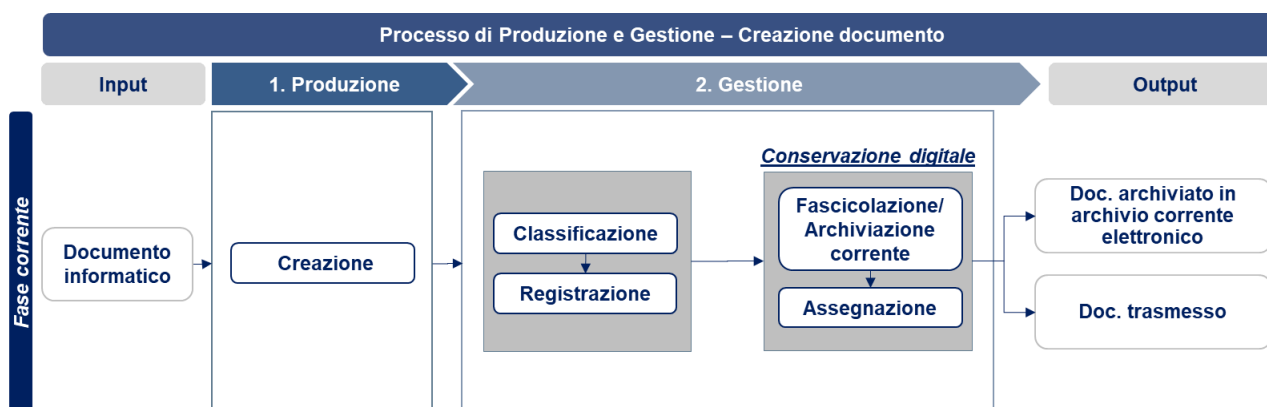 Processo di Produzione e Gestione – Creazione documento
Input
1. Produzione
2. Gestione
Output
Fase corrente
Documento
informatico
Creazione
Classificazione
Registrazione
Conservazione digitale
Fascicolazione/
Archiviazione
corrente
Assegnazione
Doc. archiviato in
archivio corrente
elettronico
Doc. trasmesso